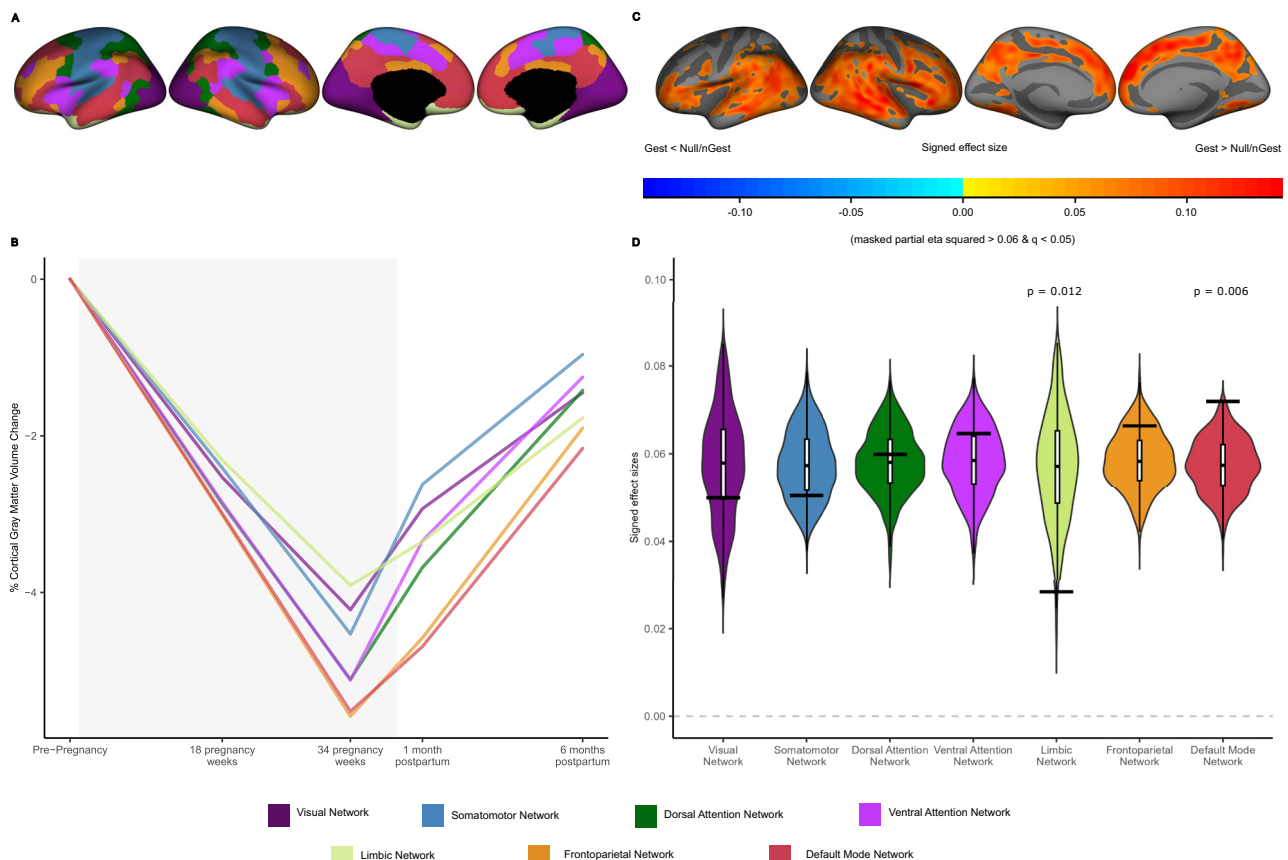 A
C
Gest < Null/nGest
Signed effect size
Gest > Null/nGest
-0.10
-0.05
0.00
0.05
0.10
(masked partial eta squared > 0.06 & q < 0.05)
B
% Cortical Gray Matter Volume Change
0
−2
−4
Pre−Pregnancy
18 pregnancy
weeks
34 pregnancy
weeks
1 month
postpartum
6 months
postpartum
D
Signed effect sizes
0.10
0.08
0.06
0.04
0.02
0.00
p = 0.012
p = 0.006
Visual
Network
Somatomotor
Network
Dorsal Attention
Network
Ventral Attention
Network
Limbic
Network
Frontoparietal
Network
Default Mode
Network
Visual Network
Somatomotor Network
Dorsal Attention Network
Ventral Attention Network
Limbic Network
Frontoparietal Network
Default Mode Network